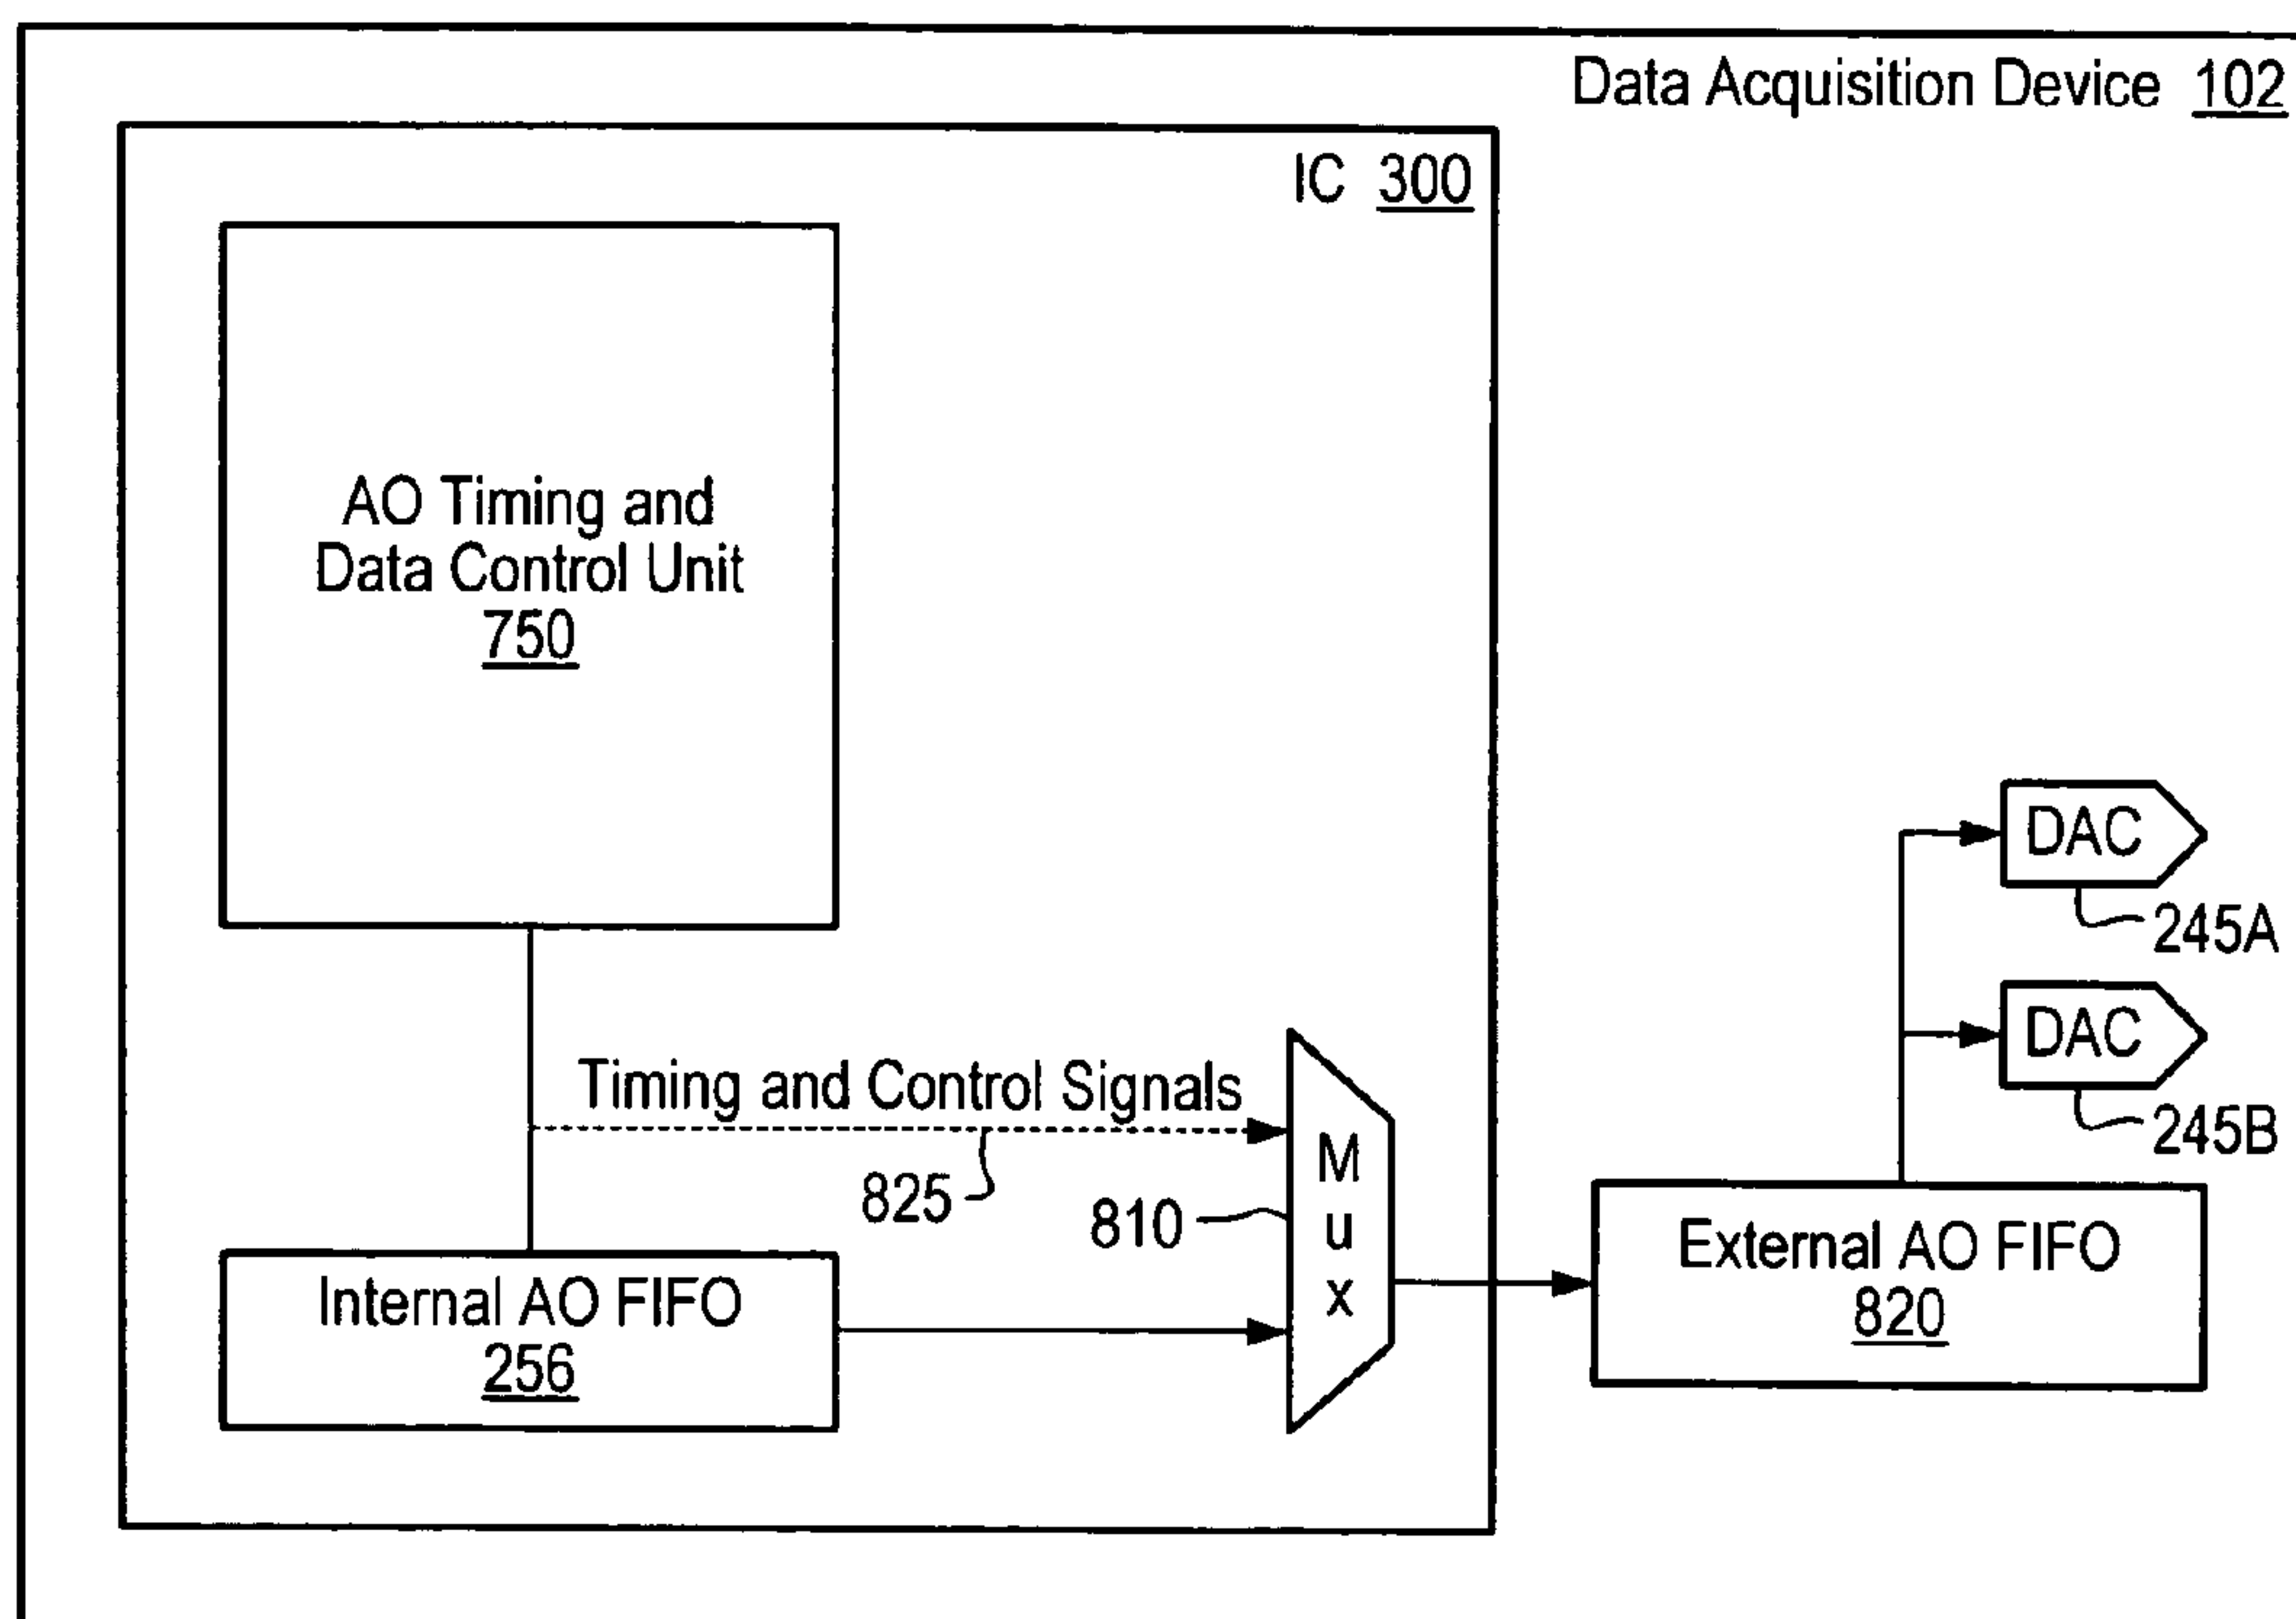 Data Acquisition Device 102
IC 300
AO Timing and
Data Control Unit
750
DAC
245A
DAC
245B
Timing and Control Signals
825
810
Mux
External AO FIFO
820
Internal AO FIFO
256